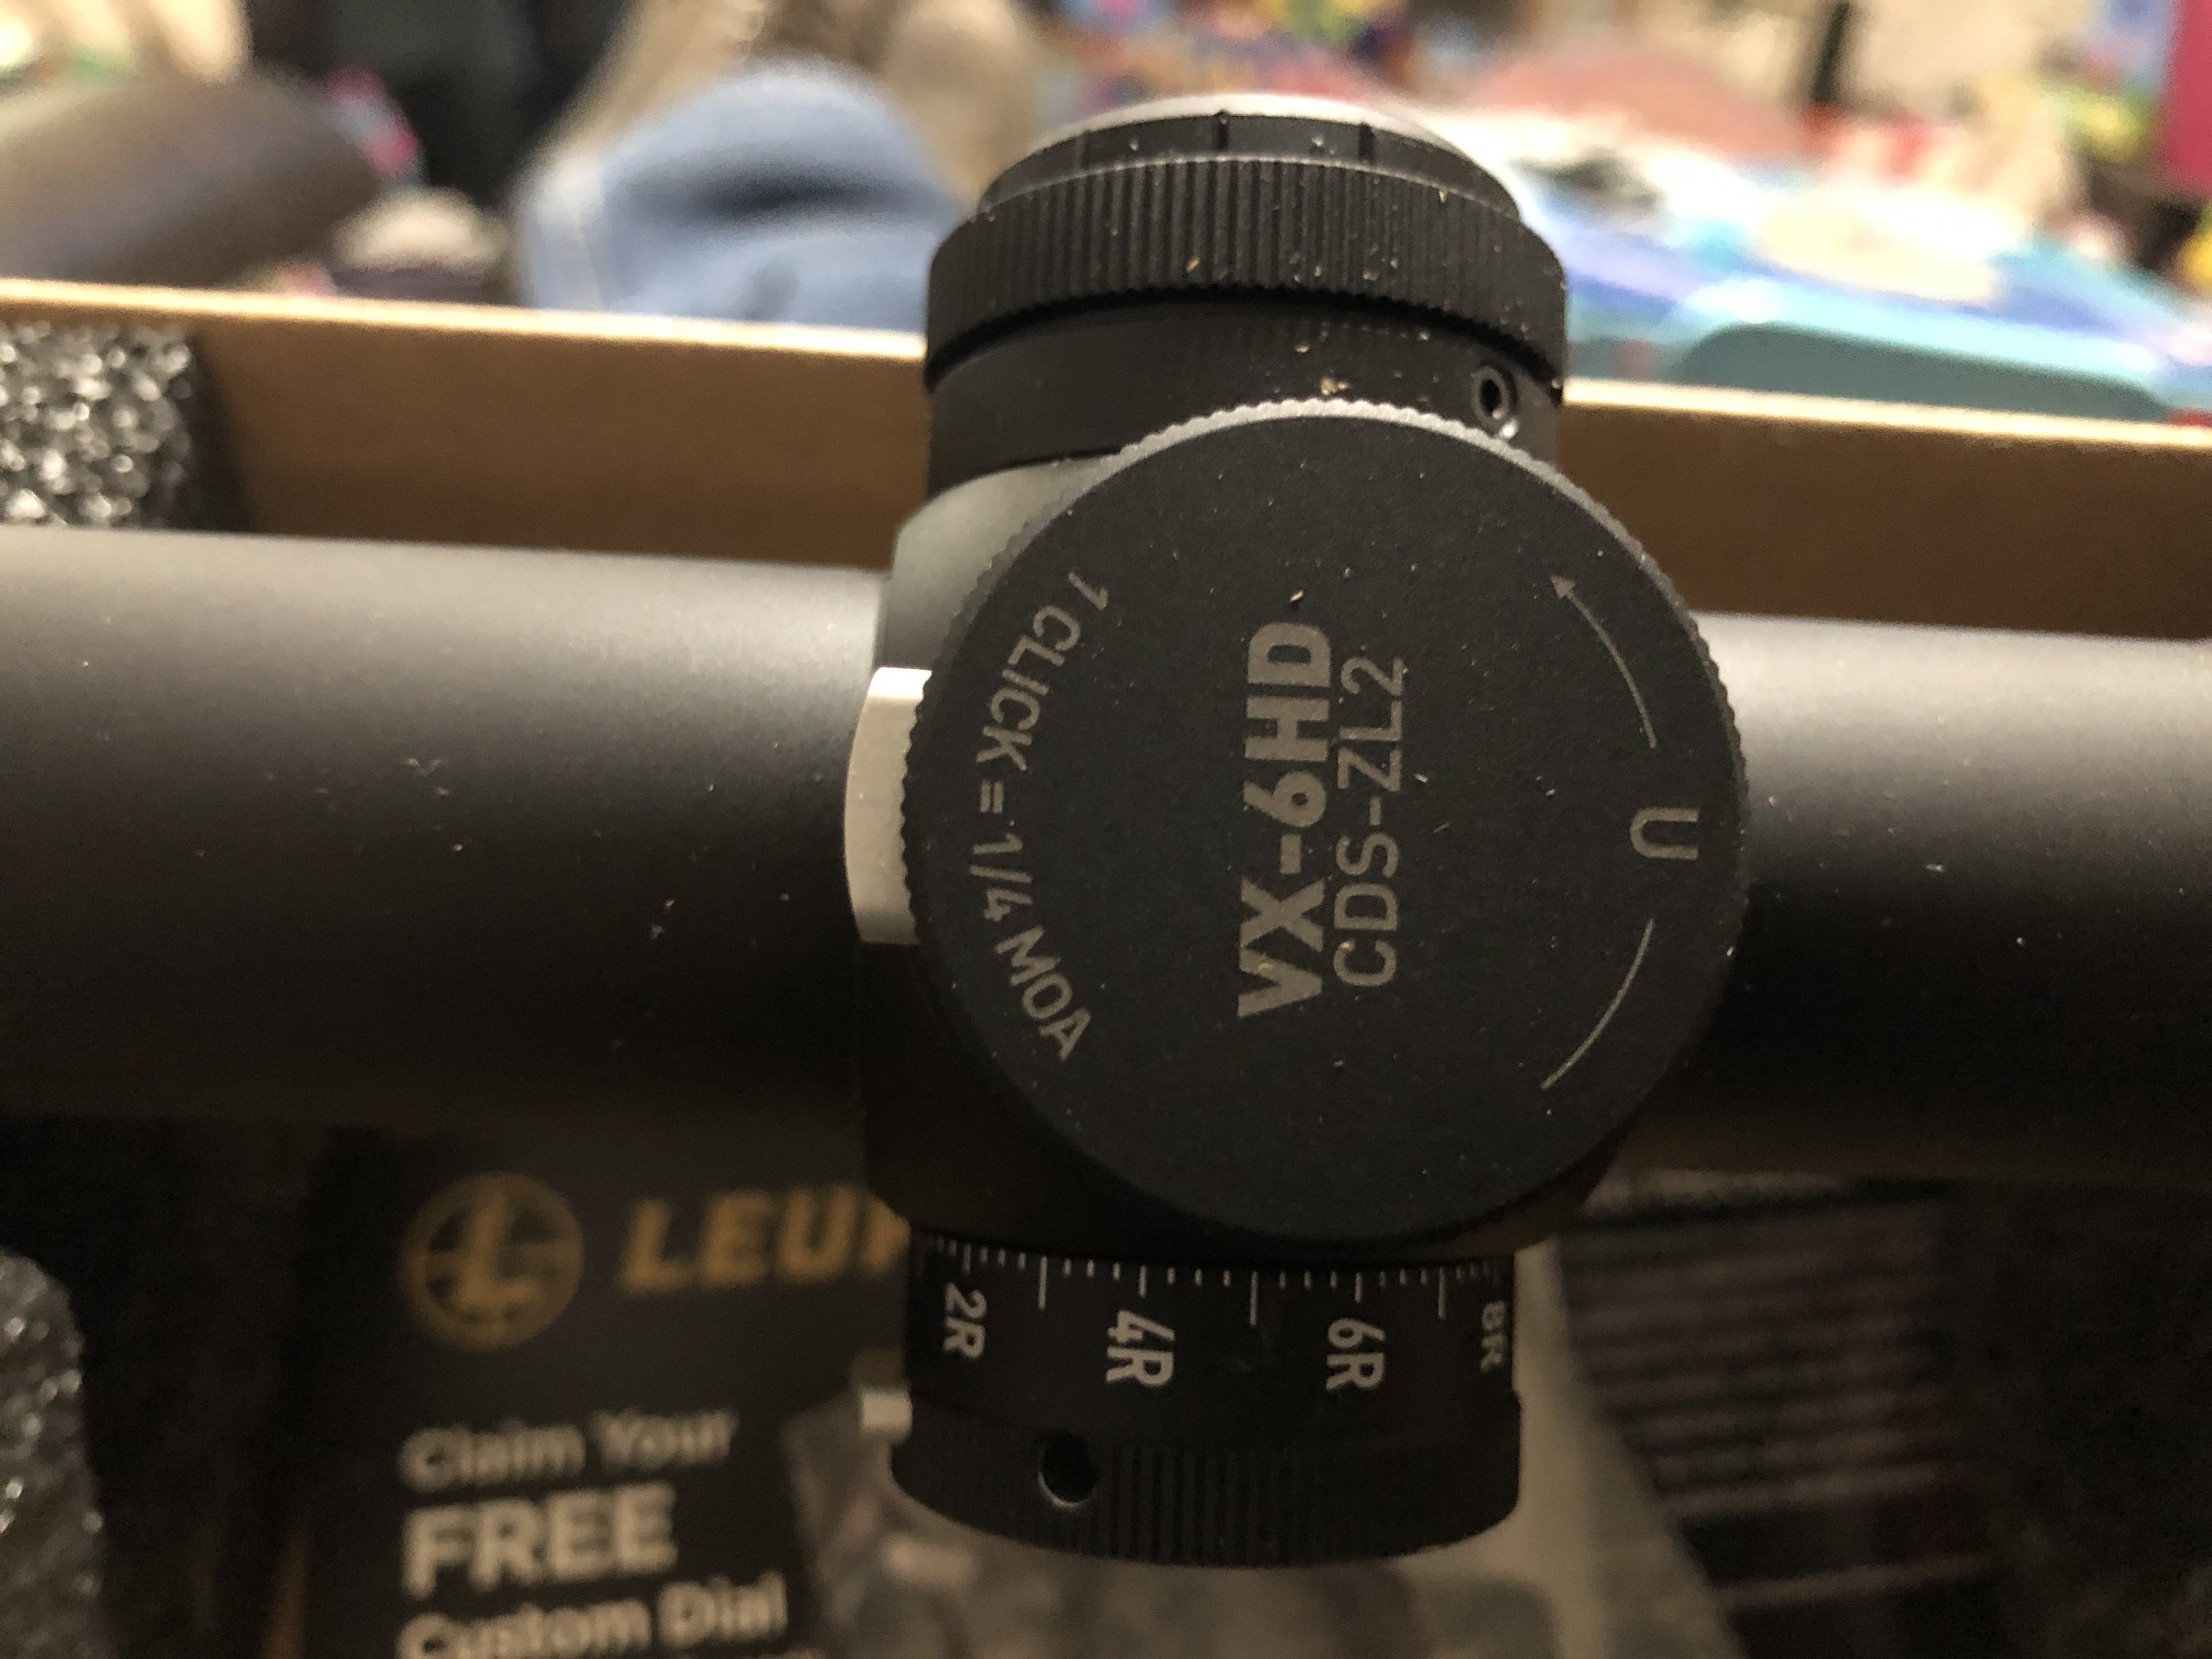 1 CLICK = 1/4 MOA
VX-6HD
CDS-ZL2
U
2R 4R 6R 8R
L LEU
Claim Your
FREE
Custom Dial